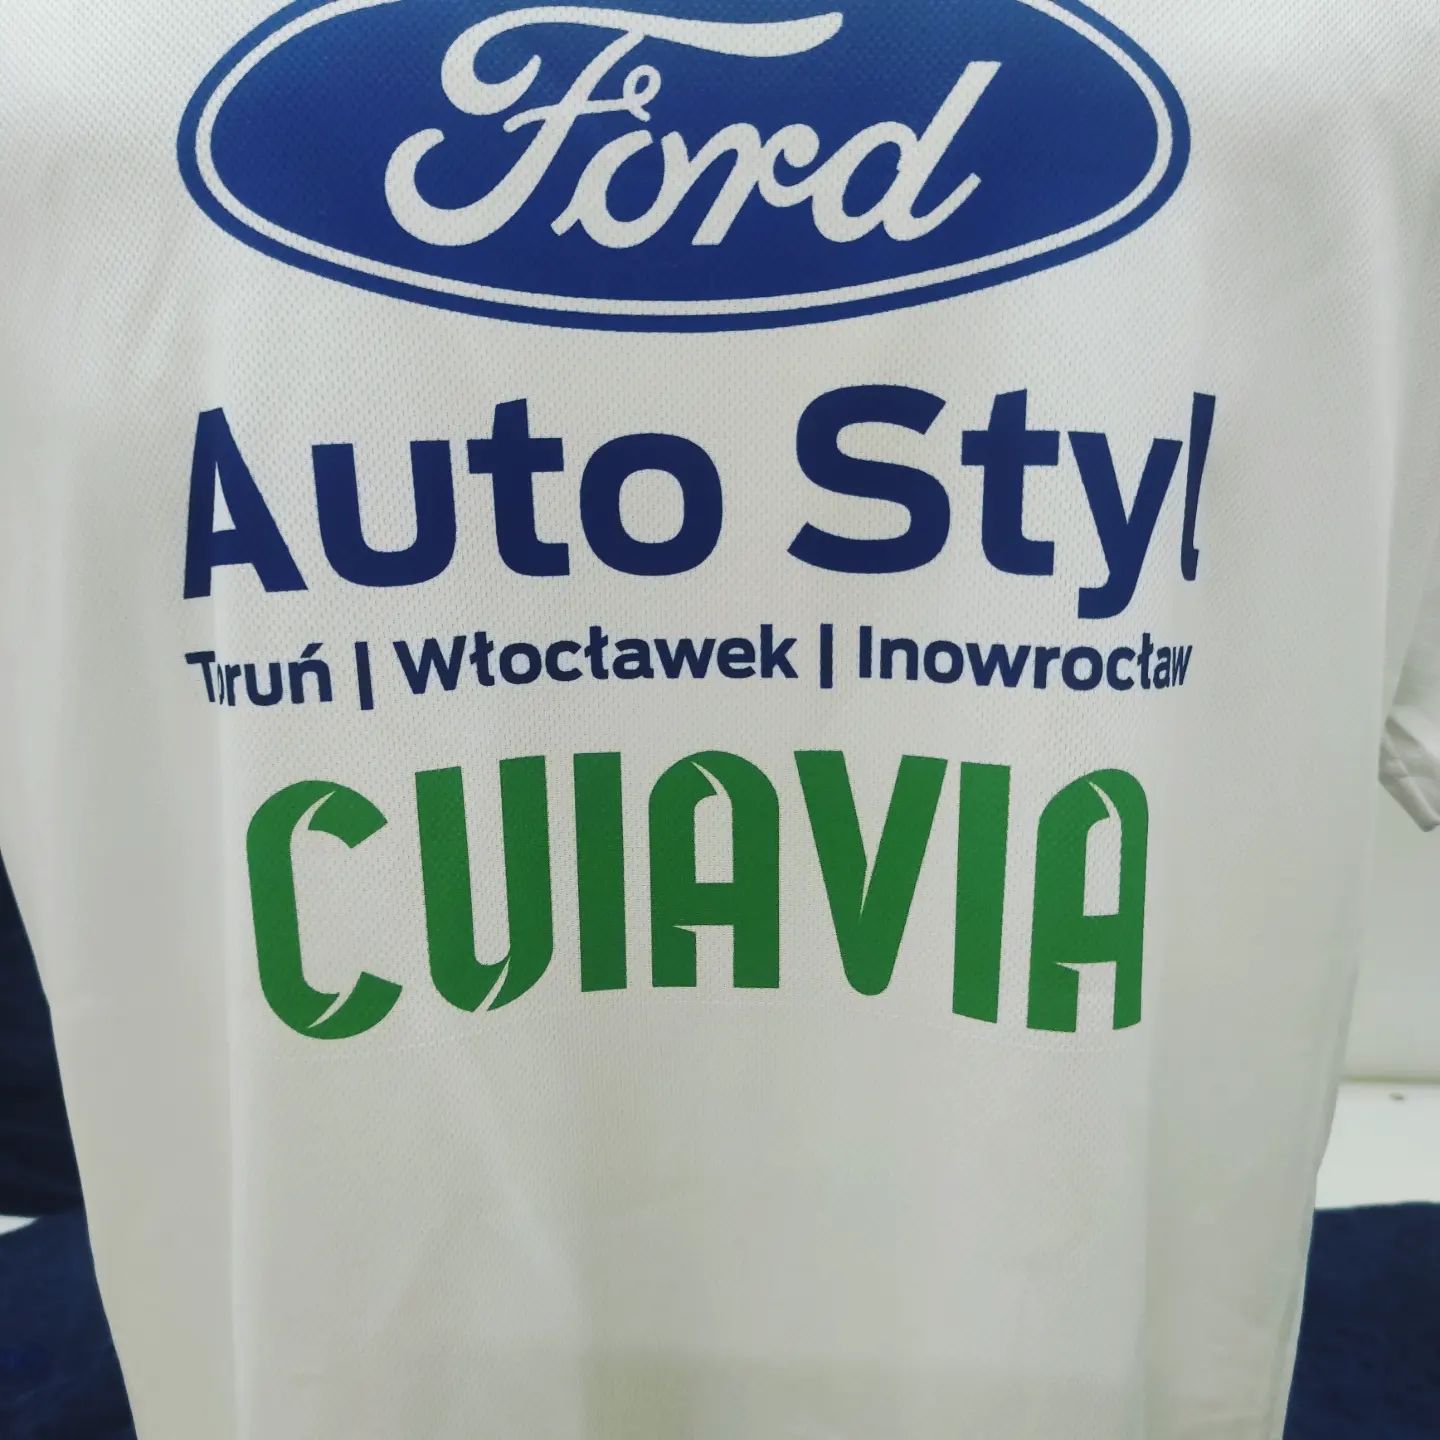 Ford
Auto Styl
Toruń | Włocławek | Inowrocław
CUIAVIA